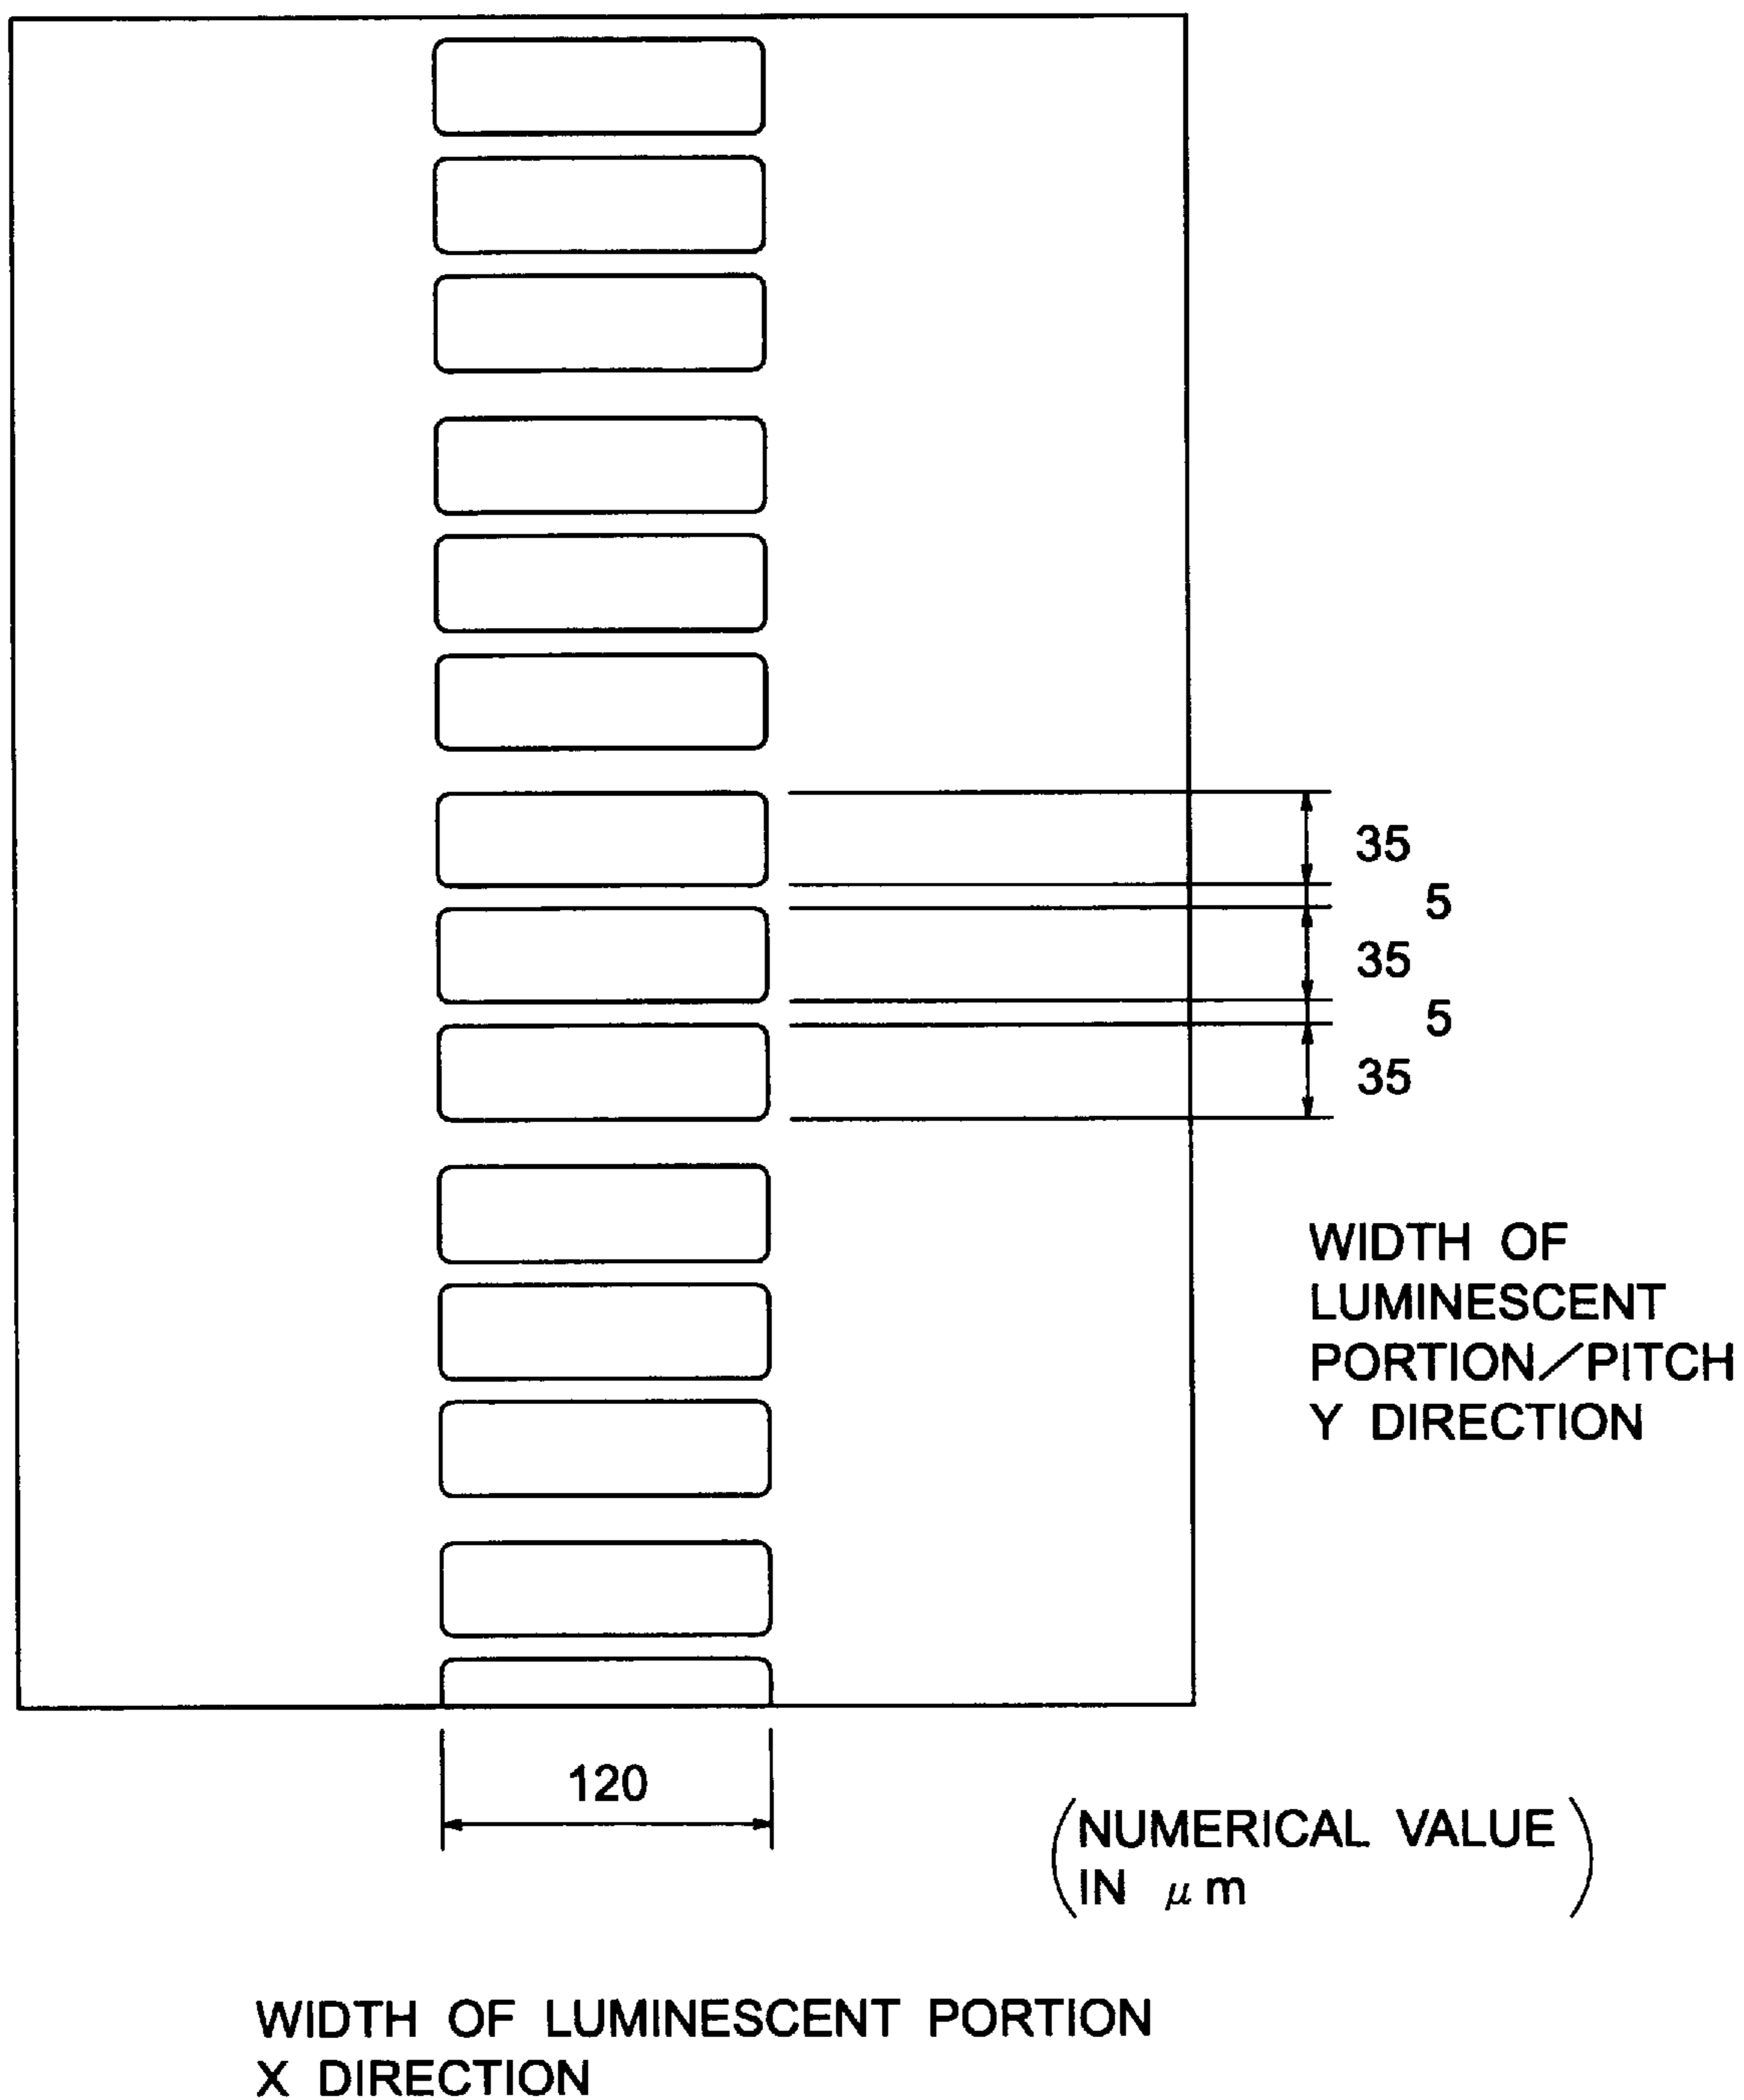 35
5
35
5
35
WIDTH OF
LUMINESCENT
PORTION/PITCH
Y DIRECTION
120
(NUMERICAL VALUE
IN μm)
WIDTH OF LUMINESCENT PORTION
X DIRECTION